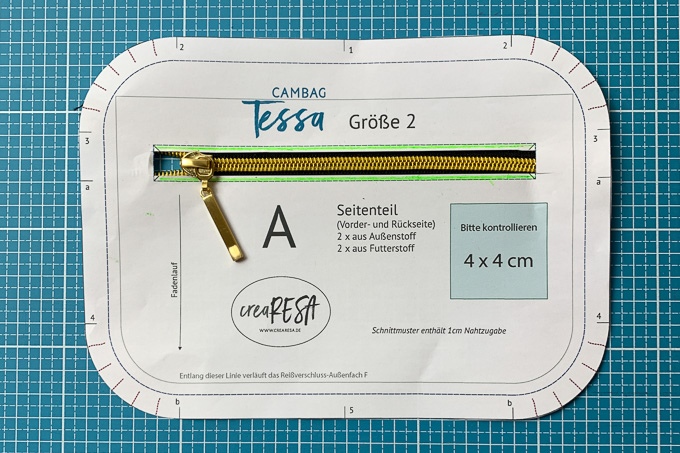 2
1
2
CAMBAG
Tessa
Größe 2
3
3
a
a
A
Seitenteil
(Vorder- und Rückseite)
2 x aus Außenstoff
2 x aus Futterstoff
Bitte kontrollieren
4 x 4 cm
Fadenlauf
creaRESA
WWW.CREARESA.DE
Schnittmuster enthält 1cm Nahtzugabe
4
4
Entlang dieser Linie verläuft das Reißverschluss-Außenfach F
b
5
b